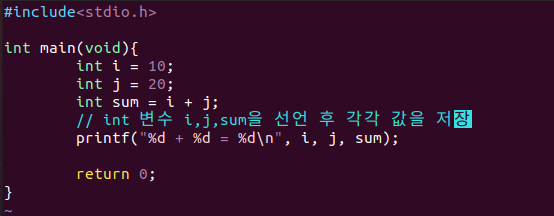 #include<stdio.h>

int main(void){
        int i = 10;
        int j = 20;
        int sum = i + j;
        // int 변수 i,j,sum을 선언 후 각각 값을 저장
        printf("%d + %d = %d\n", i, j, sum);

        return 0;
}
~